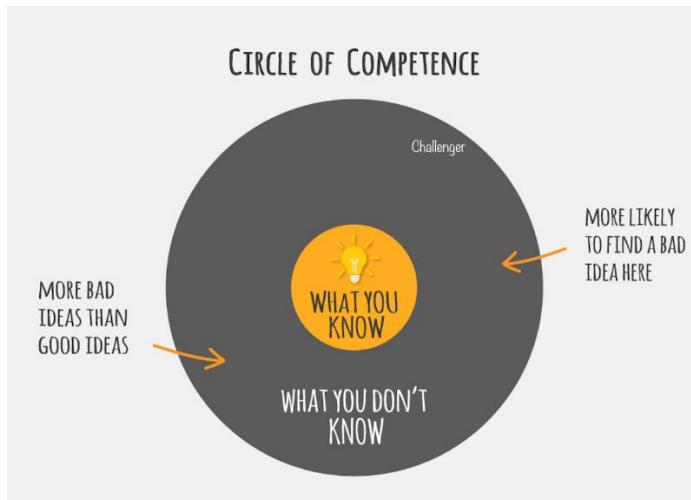 CIRCLE OF COMPETENCE
Challenger
MORE LIKELY
TO FIND A BAD
IDEA HERE
WHAT YOU
KNOW
MORE BAD
IDEAS THAN
GOOD IDEAS
WHAT YOU DON'T
KNOW